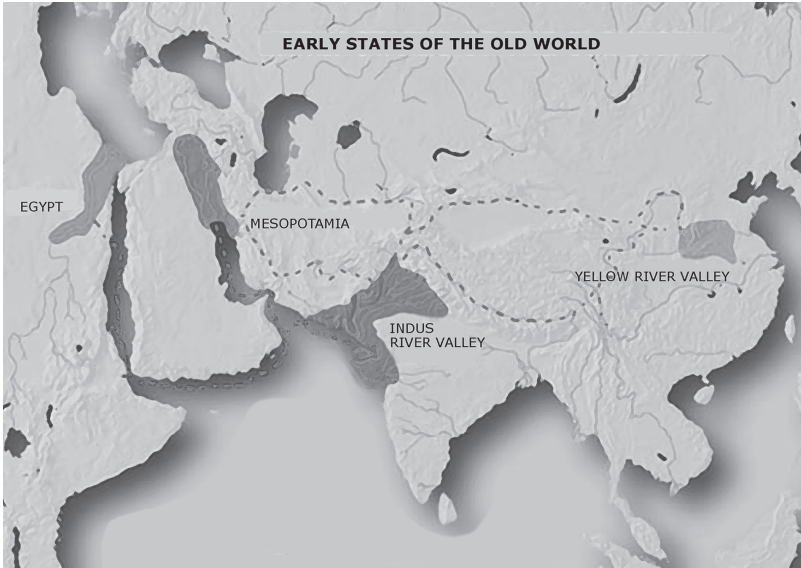 EARLY STATES OF THE OLD WORLD
EGYPT
MESOPOTAMIA
YELLOW RIVER VALLEY
INDUS
RIVER VALLEY